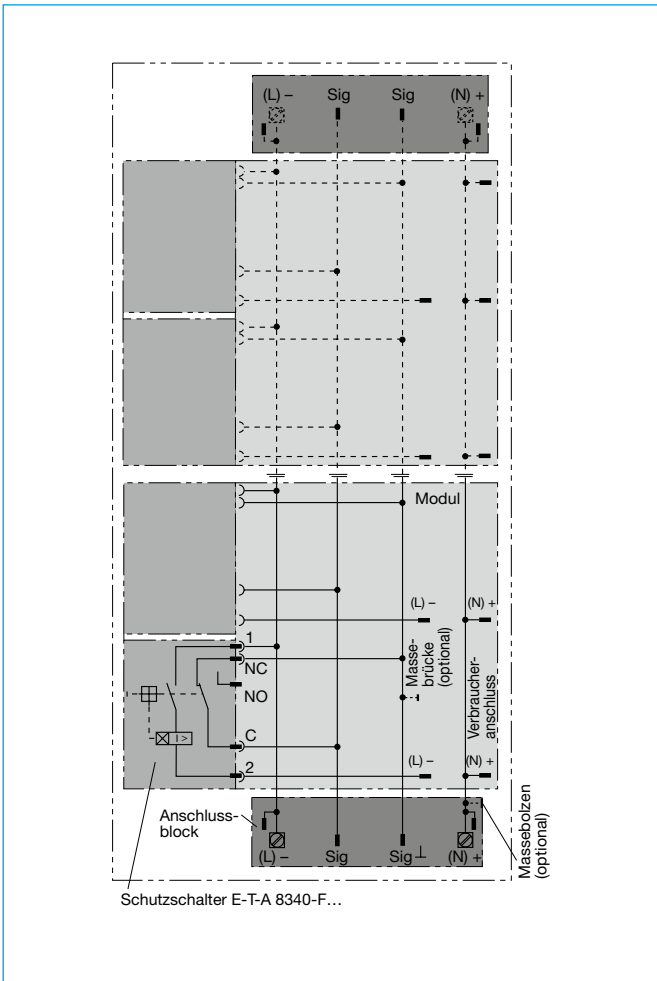 (L) – Sig Sig (N) +
Modul
(L) – (N) +
Masse-
brücke
(optional)
Verbraucher-
anschluss
1
NC
NO
I >
C
2
(L) – (N) +
Anschluss-
block
(L) – Sig Sig ⊥ (N) +
Massebolzen
(optional)
Schutzschalter E-T-A 8340-F...